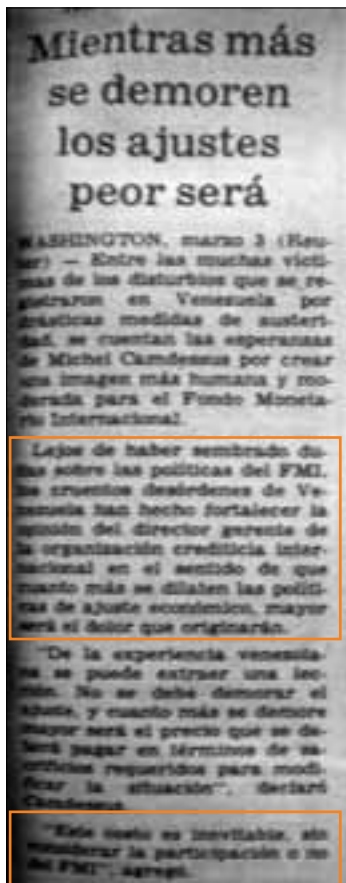 Mientras más
se demoren
los ajustes
peor será
WASHINGTON, marzo 3 (Reu-
ter) — Entre las muchas vícti-
mas de los disturbios que se re-
gistraron en Venezuela por
drásticas medidas de austeri-
dad, se cuentan las esperanzas
de Michel Camdessus por crear
una imagen más humana y mo-
derada para el Fondo Moneta-
rio Internacional.
Lejos de haber sembrado du-
das sobre las políticas del FMI,
los cruentos desórdenes de Ve-
nezuela han hecho fortalecer la
opinión del director gerente de
la organización crediticia inter-
nacional en el sentido de que
cuanto más se dilaten las políti-
cas de ajuste económico, mayor
será el dolor que originarán.
"De la experiencia venezola-
na se puede extraer una lec-
ción. No se debe demorar el
ajuste, y cuanto más se demore
mayor será el precio que se de-
berá pagar en términos de sa-
crificios requeridos para modi-
ficar la situación", declaró
Camdessus.
"Este costo es inevitable, sin
considerar la participación o no
del FMI", agregó.